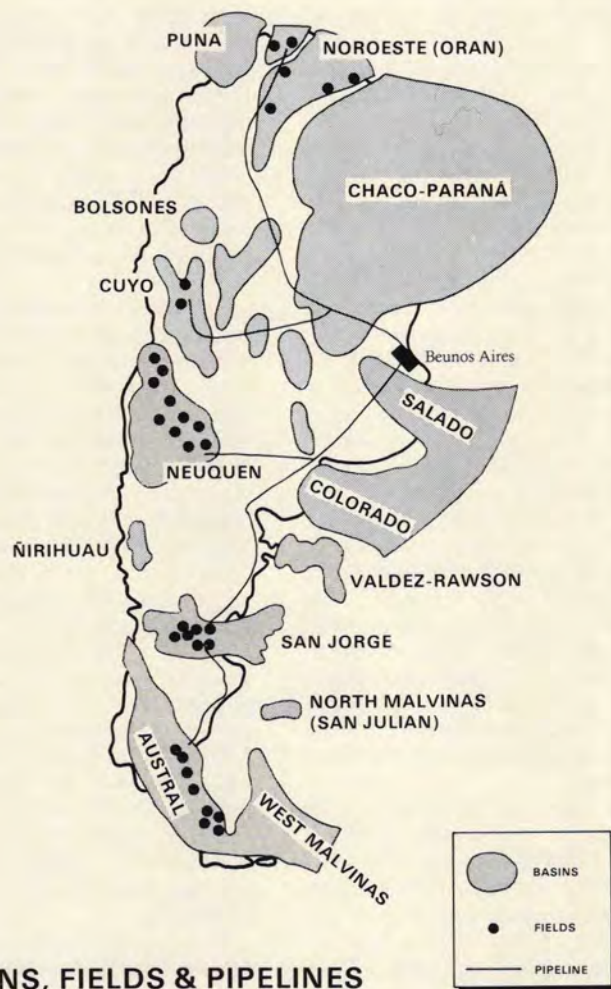 PUNA
NOROESTE (ORAN)
CHACO-PARANÁ
BOLSONES
CUYO
Beunos Aires
SALADO
NEUQUEN
COLORADO
ÑIRIHUAU
VALDEZ-RAWSON
SAN JORGE
NORTH MALVINAS
(SAN JULIAN)
AUSTRAL
WEST MALVINAS
BASINS
FIELDS
PIPELINE
NS, FIELDS & PIPELINES